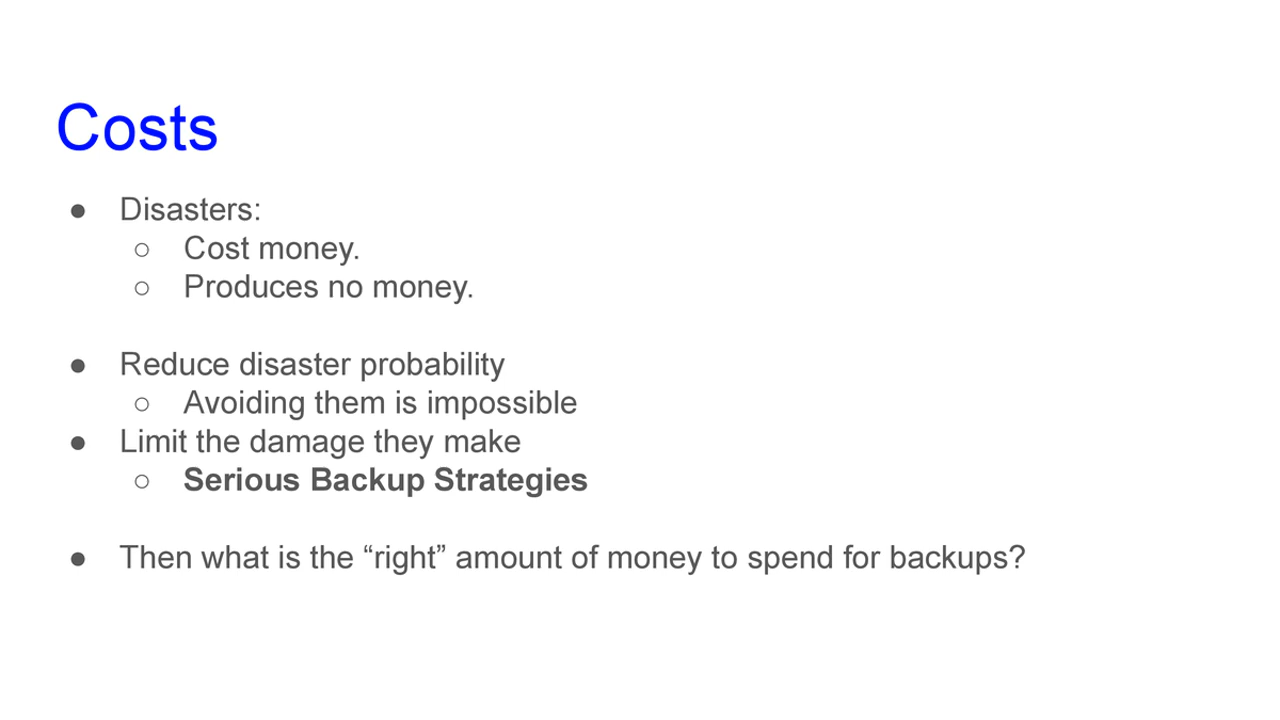 Costs
● Disasters:
○ Cost money.
○ Produces no money.
● Reduce disaster probability
○ Avoiding them is impossible
● Limit the damage they make
○ Serious Backup Strategies
● Then what is the “right” amount of money to spend for backups?